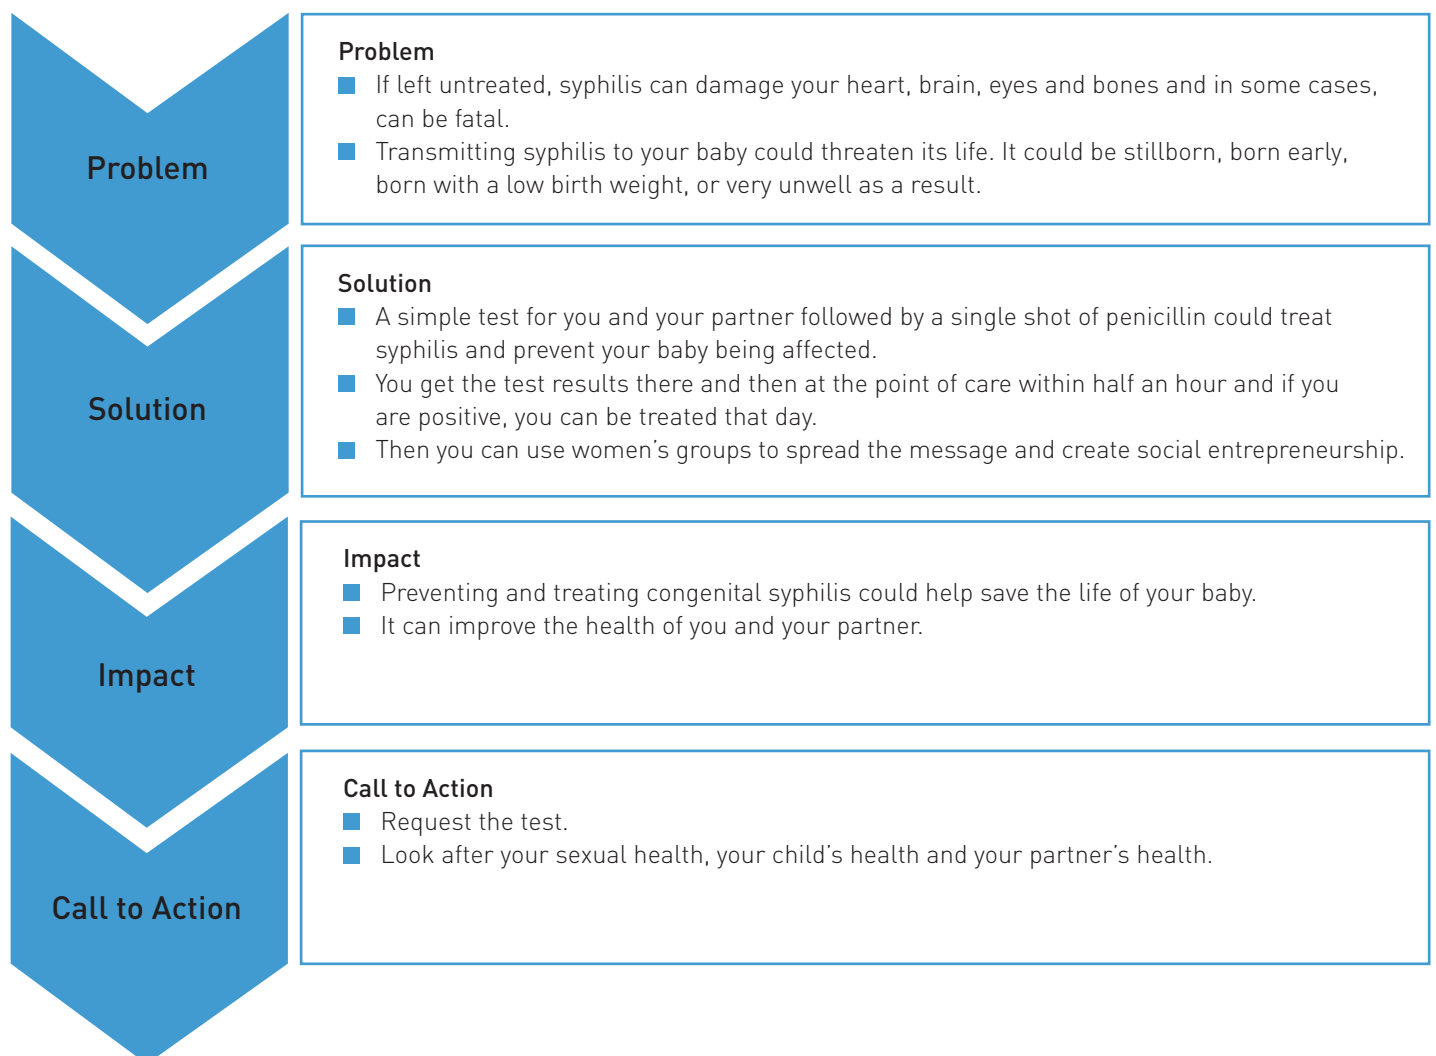 Problem
Problem
If left untreated, syphilis can damage your heart, brain, eyes and bones and in some cases,
can be fatal.
Transmitting syphilis to your baby could threaten its life. It could be stillborn, born early,
born with a low birth weight, or very unwell as a result.
Solution
Solution
A simple test for you and your partner followed by a single shot of penicillin could treat
syphilis and prevent your baby being affected.
You get the test results there and then at the point of care within half an hour and if you
are positive, you can be treated that day.
Then you can use women’s groups to spread the message and create social entrepreneurship.
Impact
Impact
Preventing and treating congenital syphilis could help save the life of your baby.
It can improve the health of you and your partner.
Call to Action
Call to Action
Request the test.
Look after your sexual health, your child’s health and your partner’s health.